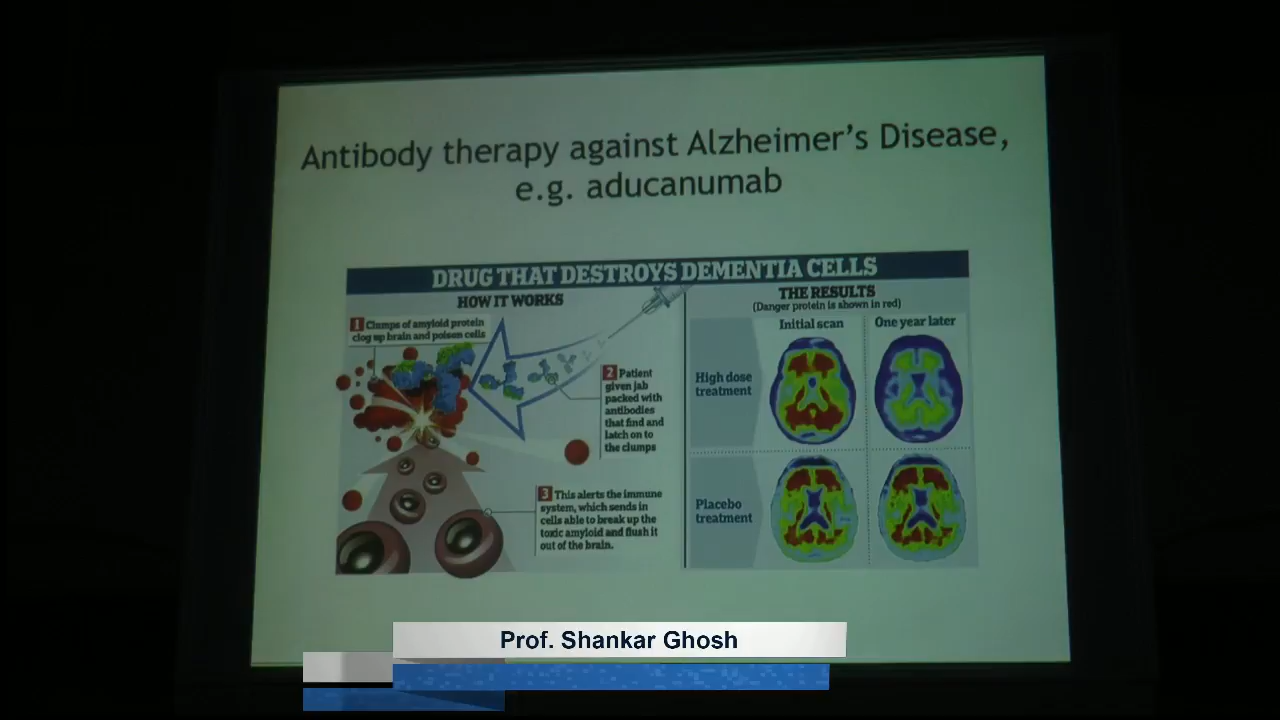 Antibody therapy against Alzheimer's Disease,
e.g. aducanumab
DRUG THAT DESTROYS DEMENTIA CELLS
HOW IT WORKS
1 Clumps of amyloid protein
clog up brain and poison cells
2 Patient
given jab
packed with
antibodies
that find and
latch on to
the clumps
3 This alerts the immune
system, which sends in
cells able to break up the
toxic amyloid and flush it
out of the brain.
THE RESULTS
(Danger protein is shown in red)
Initial scan One year later
High dose
treatment
Placebo
treatment
Prof. Shankar Ghosh